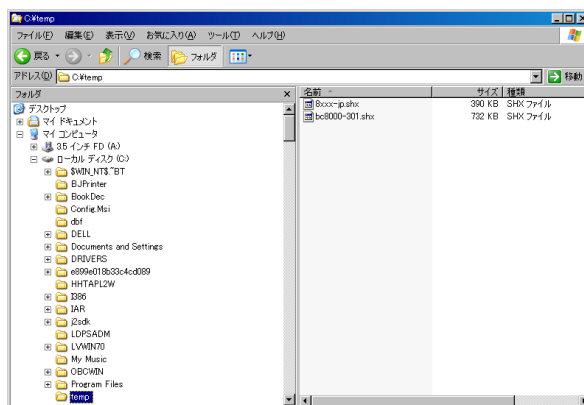 C:¥temp
ファイル(F) 編集(E) 表示(V) お気に入り(A) ツール(T) ヘルプ(H)
戻る 検索 フォルダ
アドレス(D) C:¥temp 移動
フォルダ ×
デスクトップ
マイ ドキュメント
マイ コンピュータ
3.5 インチ FD (A:)
ローカル ディスク (C:)
$WIN_NT$.~BT
BJPrinter
BookDec
Config.Msi
dbf
DELL
Documents and Settings
DRIVERS
e899e018b33c4cd089
HHTAPL2W
I386
IAR
j2sdk
LDPSADM
LVWIN70
My Music
OBCWIN
Program Files
temp
名前 サイズ 種類
8xxx-jp.shx 390 KB SHX ファイル
bc8000-301.shx 732 KB SHX ファイル